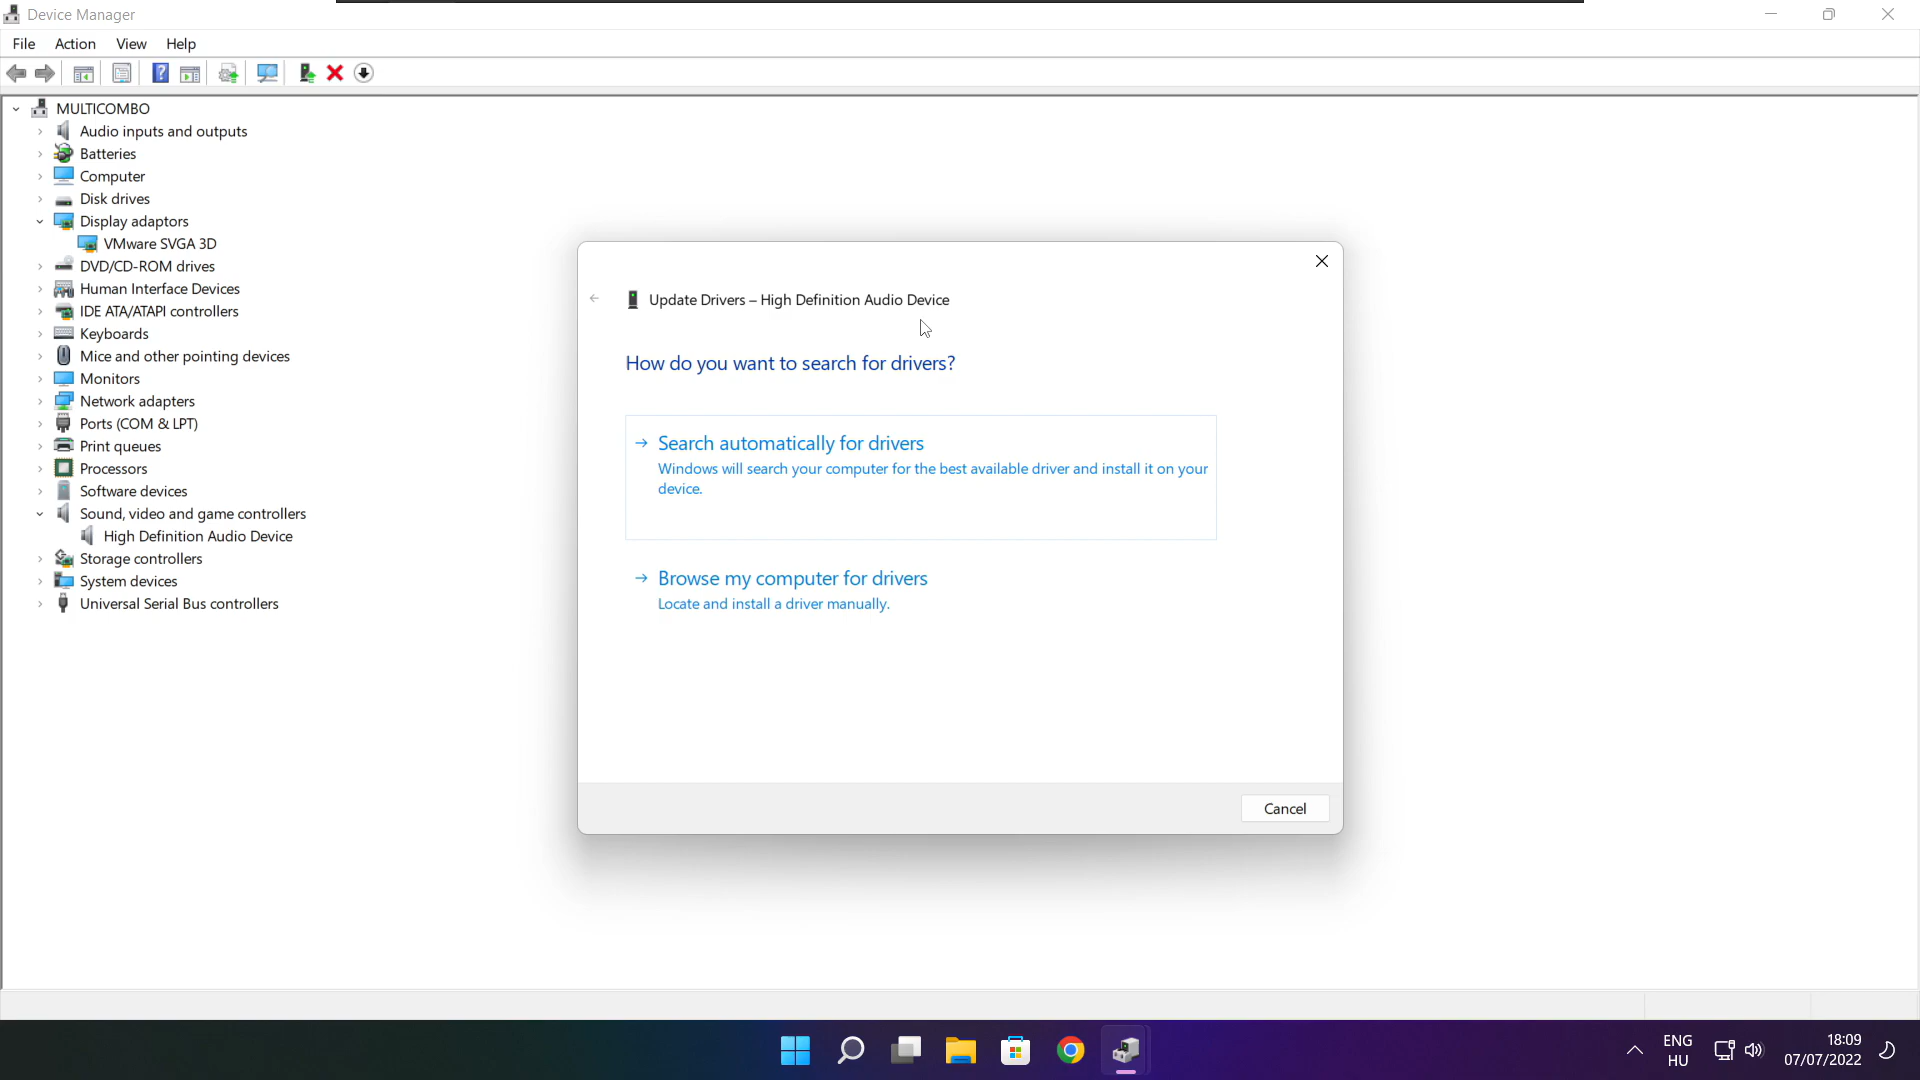 Device Manager
File Action View Help
MULTICOMBO
Audio inputs and outputs
Batteries
Computer
Disk drives
Display adaptors
VMware SVGA 3D
DVD/CD-ROM drives
Human Interface Devices
IDE ATA/ATAPI controllers
Keyboards
Mice and other pointing devices
Monitors
Network adapters
Ports (COM & LPT)
Print queues
Processors
Software devices
Sound, video and game controllers
High Definition Audio Device
Storage controllers
System devices
Universal Serial Bus controllers
Update Drivers – High Definition Audio Device
How do you want to search for drivers?
Search automatically for drivers
Windows will search your computer for the best available driver and install it on your
device.
Browse my computer for drivers
Locate and install a driver manually.
Cancel
ENG
HU
18:09
07/07/2022